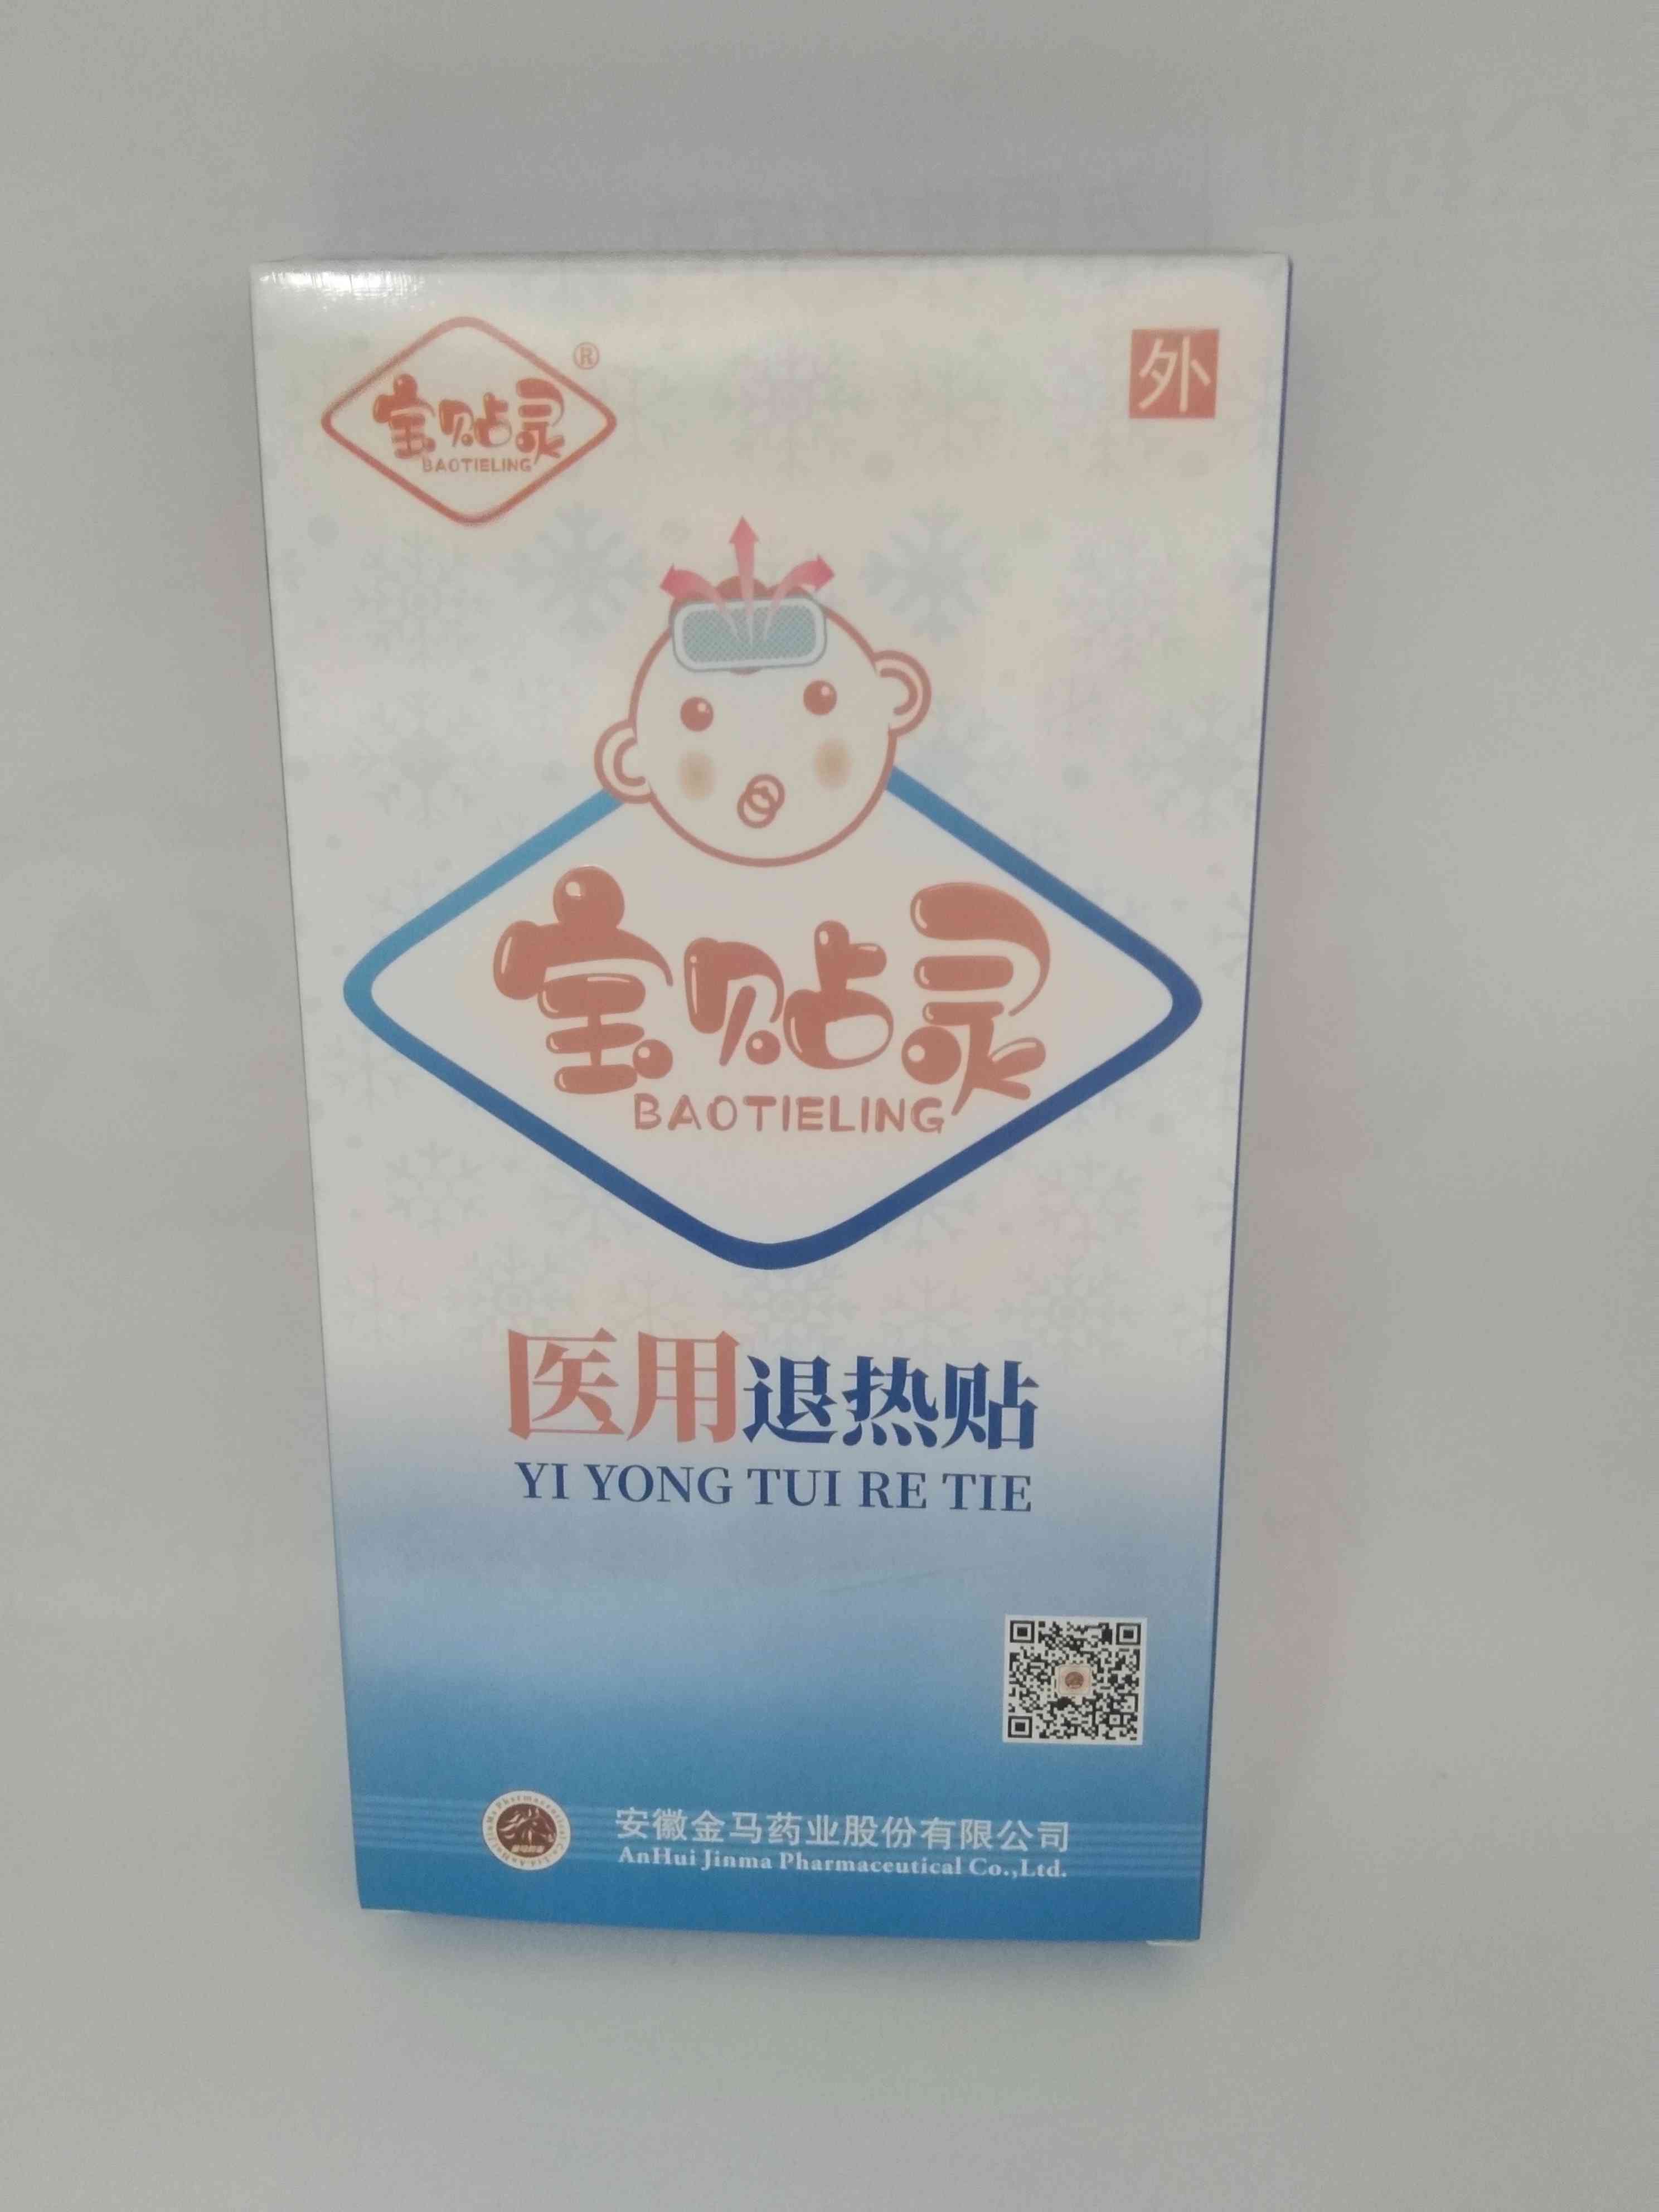 宝贴灵
®
外
BAOTIELING
宝贴灵
BAOTIELING
医用退热贴
YI YONG TUI RE TIE
安徽金马药业股份有限公司
AnHui Jinma Pharmaceutical Co.,Ltd.